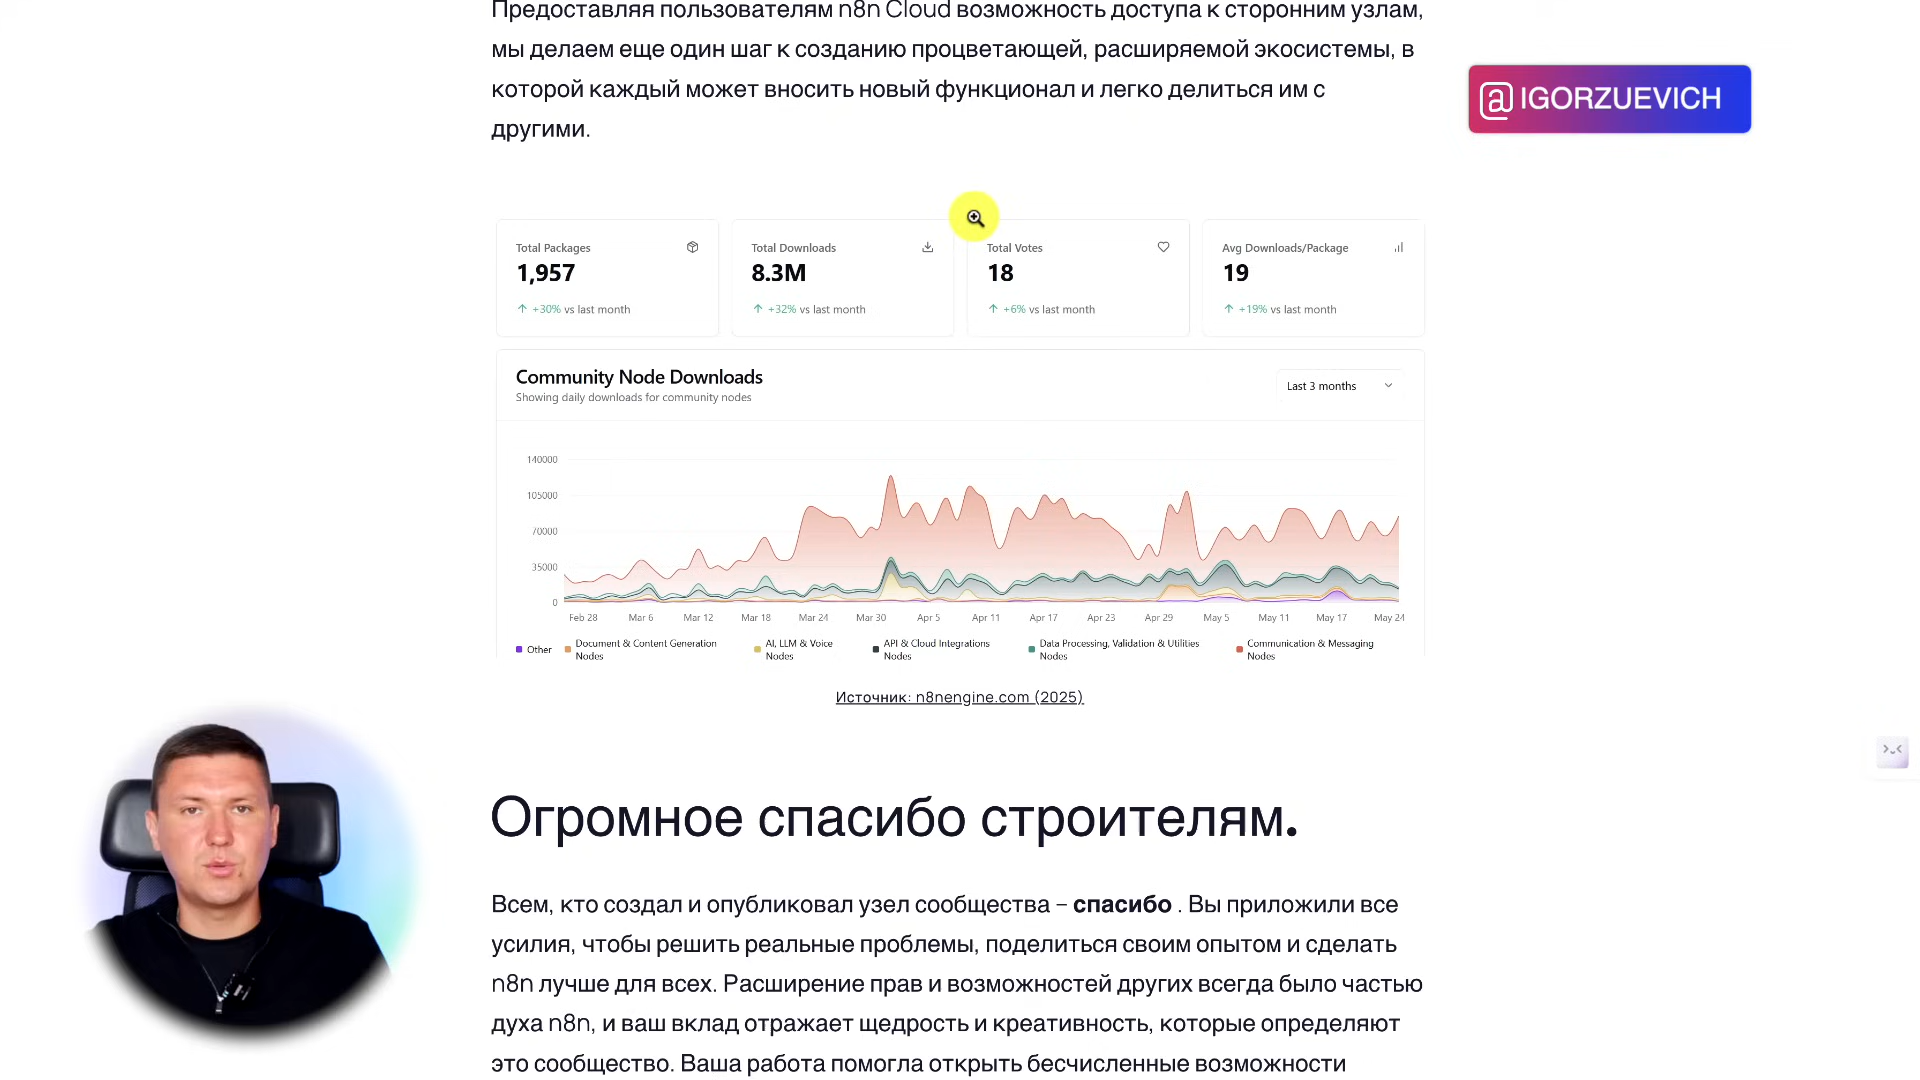 Предоставляя пользователям n8n Cloud возможность доступа к сторонним узлам,
мы делаем еще один шаг к созданию процветающей, расширяемой экосистемы, в
которой каждый может вносить новый функционал и легко делиться им с
другими.
@IGORZUEVICH
Total Packages
1,957
+30% vs last month
Total Downloads
8.3M
+32% vs last month
Total Votes
18
+6% vs last month
Avg Downloads/Package
19
+19% vs last month
Community Node Downloads
Showing daily downloads for community nodes
Last 3 months
140000
105000
70000
35000
0
Feb 28 Mar 6 Mar 12 Mar 18 Mar 24 Mar 30 Apr 5 Apr 11 Apr 17 Apr 23 Apr 29 May 5 May 11 May 17 May 24
Other
Document & Content Generation
Nodes
AI, LLM & Voice
Nodes
API & Cloud Integrations
Nodes
Data Processing, Validation & Utilities
Nodes
Communication & Messaging
Nodes
Источник: n8nengine.com (2025)
Огромное спасибо строителям.
Всем, кто создал и опубликовал узел сообщества – спасибо . Вы приложили все
усилия, чтобы решить реальные проблемы, поделиться своим опытом и сделать
n8n лучше для всех. Расширение прав и возможностей других всегда было частью
духа n8n, и ваш вклад отражает щедрость и креативность, которые определяют
это сообщество. Ваша работа помогла открыть бесчисленные возможности